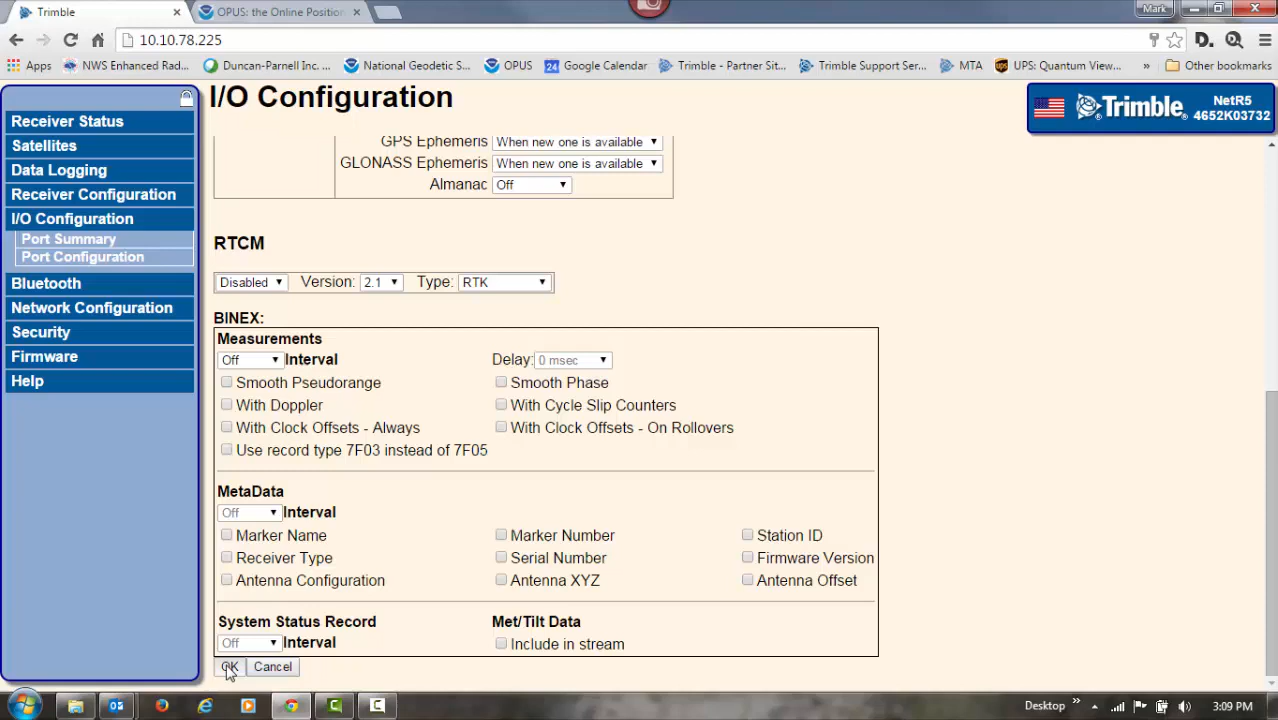 Trimble
OPUS: the Online Position
Mark
10.10.78.225
Apps
NWS Enhanced Rad...
Duncan-Parnell Inc. ...
National Geodetic S...
OPUS
24
Google Calendar
Trimble - Partner Sit...
Trimble Support Ser...
MTA
UPS: Quantum View...
»
Other bookmarks
I/O Configuration
Trimble.
NetR5
4652K03732
Receiver Status
Satellites
Data Logging
Receiver Configuration
I/O Configuration
Port Summary
Port Configuration
Bluetooth
Network Configuration
Security
Firmware
Help
GPS Ephemeris When new one is available
GLONASS Ephemeris When new one is available
Almanac Off
RTCM
Disabled Version: 2.1 Type: RTK
BINEX:
Measurements
Off Interval Delay: 0 msec
Smooth Pseudorange Smooth Phase
With Doppler With Cycle Slip Counters
With Clock Offsets - Always With Clock Offsets - On Rollovers
Use record type 7F03 instead of 7F05
MetaData
Off Interval
Marker Name Marker Number Station ID
Receiver Type Serial Number Firmware Version
Antenna Configuration Antenna XYZ Antenna Offset
System Status Record Met/Tilt Data
Off Interval Include in stream
OK Cancel
Desktop » 3:09 PM